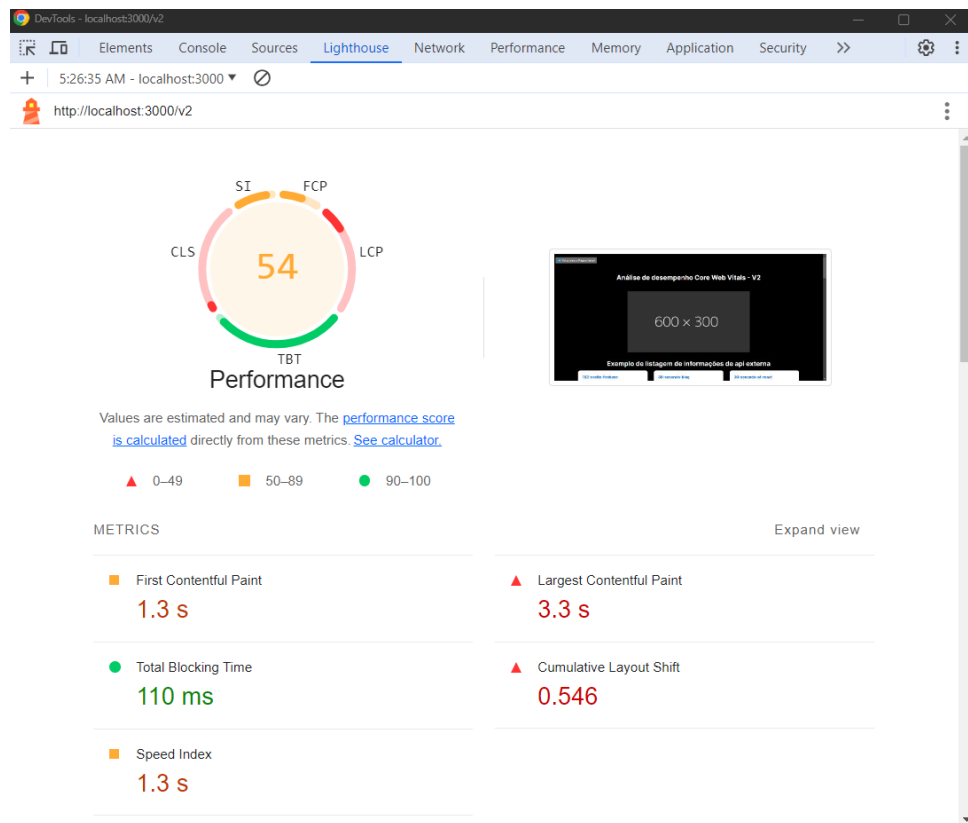 DevTools - localhost:3000/v2
Elements Console Sources Lighthouse Network Performance Memory Application Security
5:26:35 AM - localhost:3000
http://localhost:3000/v2
SI FCP
CLS LCP
54
TBT
Performance
Values are estimated and may vary. The performance score
is calculated directly from these metrics. See calculator.
0–49 50–89 90–100
Análise de desempenho Core Web Vitals - V2
600 × 300
Exemplo de listagem de informações de api externa
METRICS Expand view
First Contentful Paint
1.3 s
Largest Contentful Paint
3.3 s
Total Blocking Time
110 ms
Cumulative Layout Shift
0.546
Speed Index
1.3 s